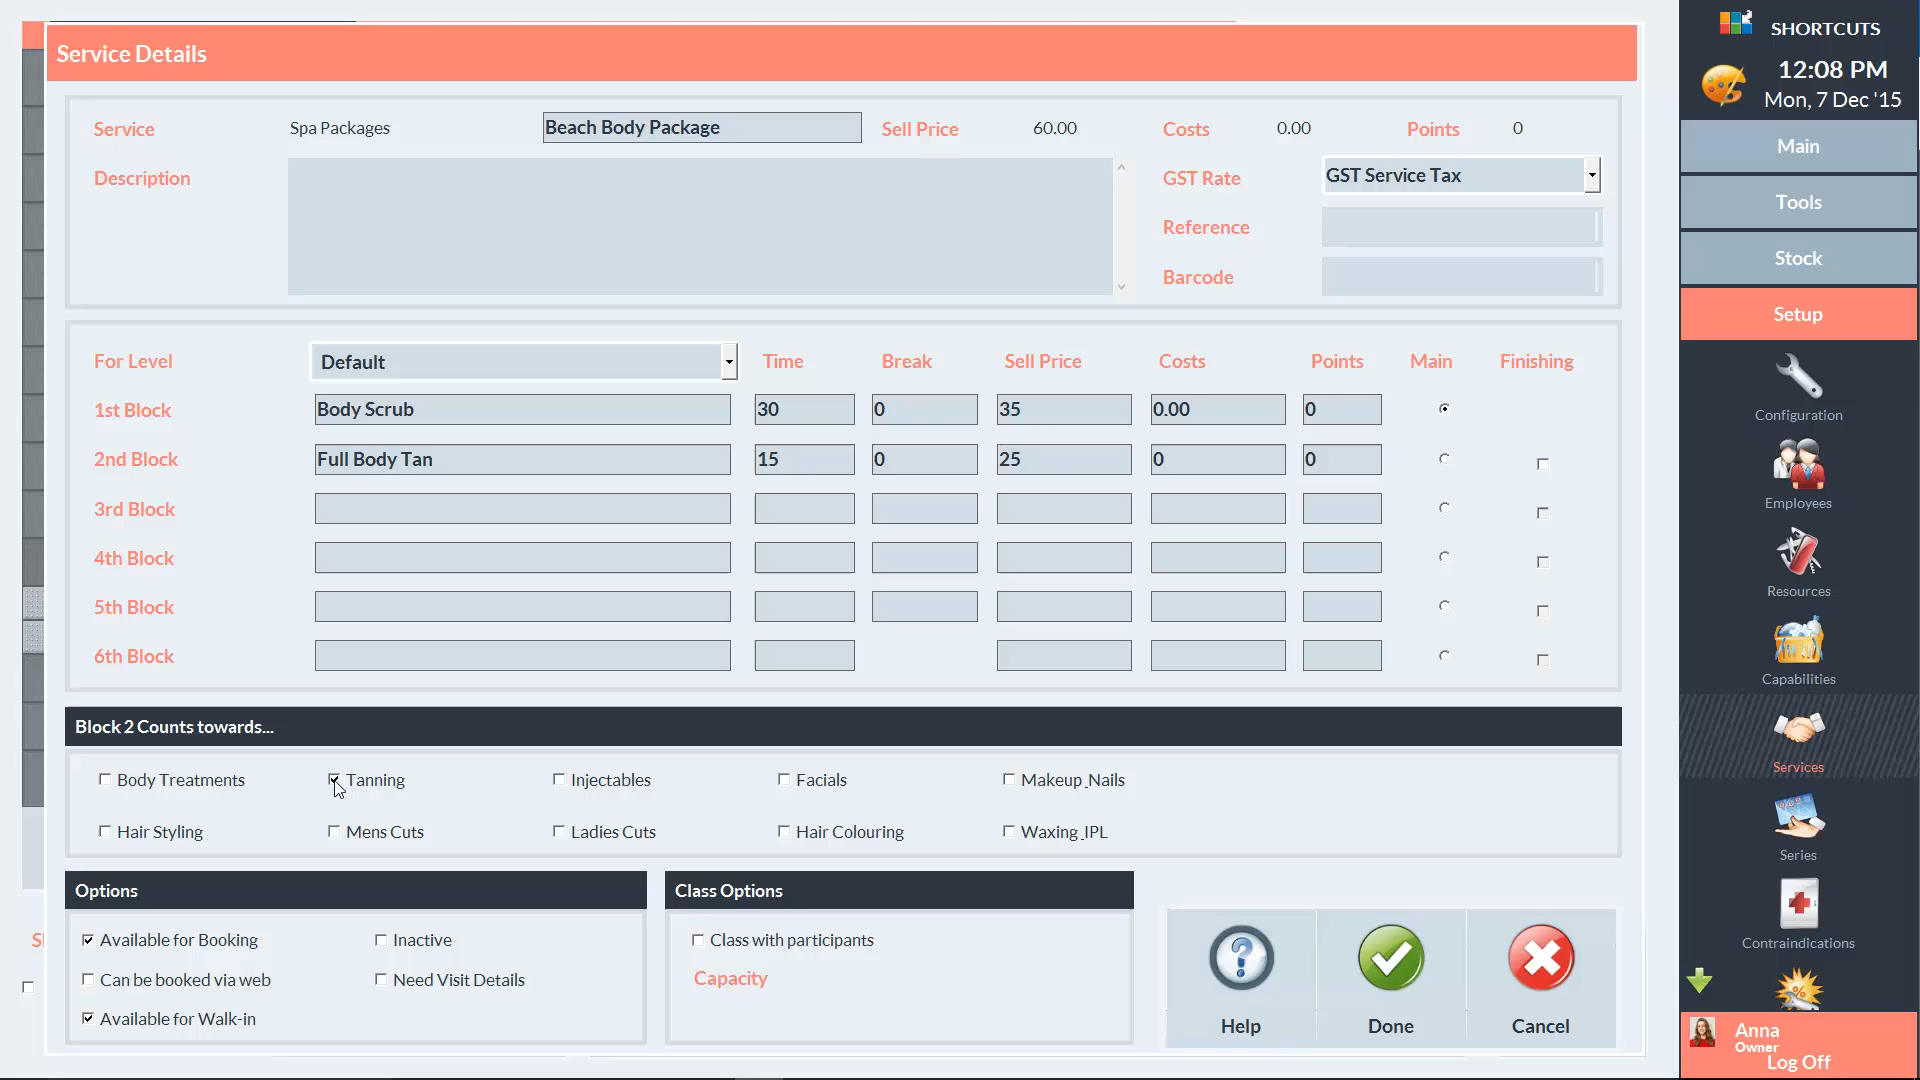 Service Details
Service Spa Packages Beach Body Package Sell Price 60.00 Costs 0.00 Points 0
Description GST Rate GST Service Tax
Reference
Barcode
For Level Default Time Break Sell Price Costs Points Main Finishing
1st Block Body Scrub 30 0 35 0.00 0
2nd Block Full Body Tan 15 0 25 0 0
3rd Block
4th Block
5th Block
6th Block
Block 2 Counts towards...
Body Treatments Tanning Injectables Facials Makeup_Nails
Hair Styling Mens Cuts Ladies Cuts Hair Colouring Waxing_IPL
Options
Available for Booking Inactive
Can be booked via web Need Visit Details
Available for Walk-in
Class Options
Class with participants
Capacity
Help Done Cancel
SHORTCUTS
12:08 PM
Mon, 7 Dec '15
Main
Tools
Stock
Setup
Configuration
Employees
Resources
Capabilities
Services
Series
Contraindications
Anna
Owner
Log Off